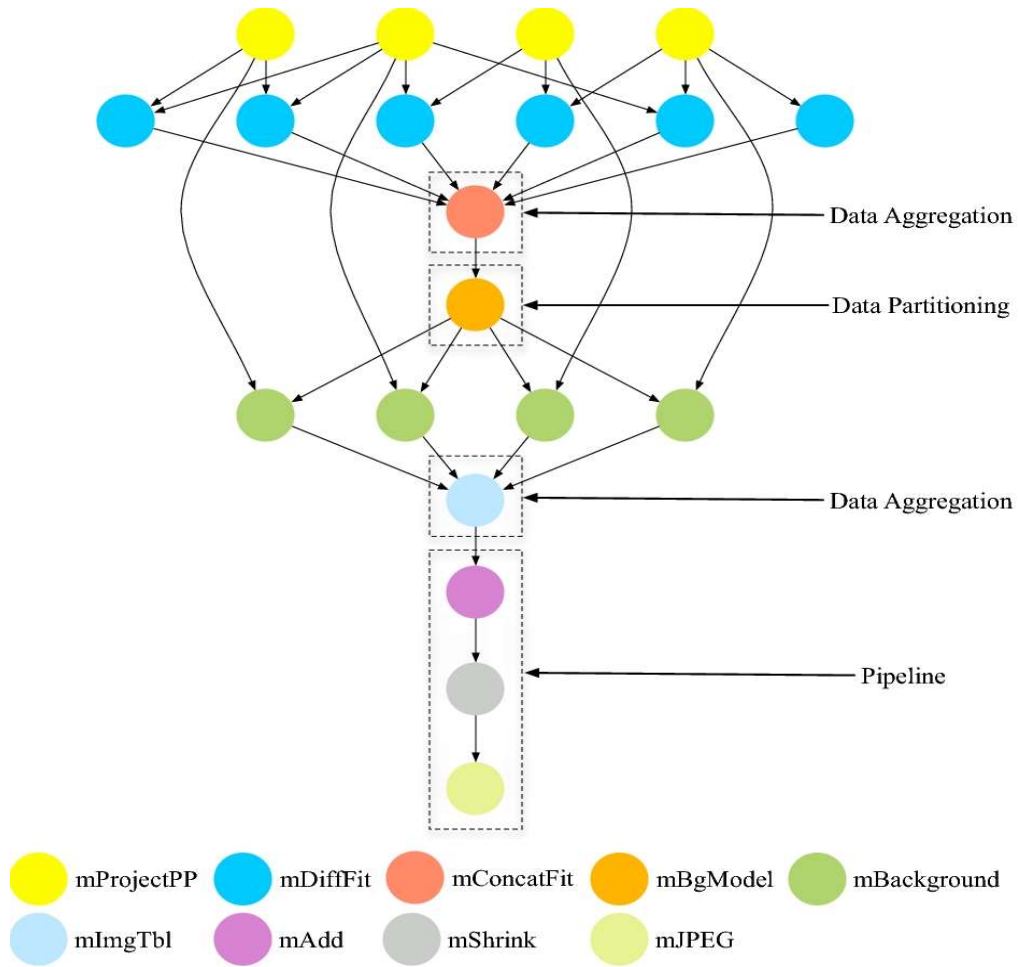 Data Aggregation
Data Partitioning
Data Aggregation
Pipeline
mProjectPP
mDiffFit
mConcatFit
mBgModel
mBackground
mImgTbl
mAdd
mShrink
mJPEG